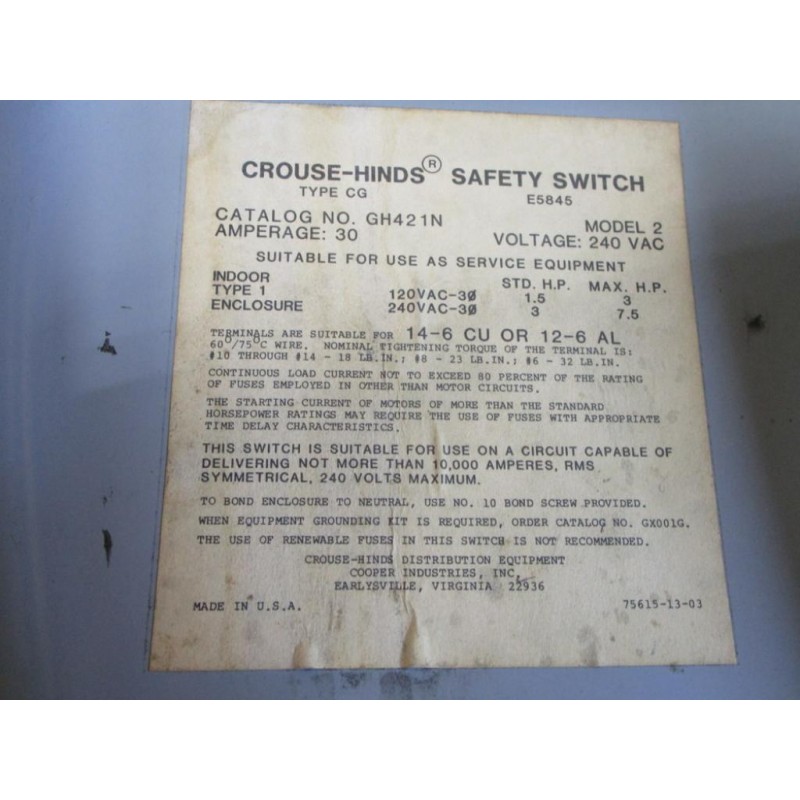 CROUSE-HINDS® SAFETY SWITCH
TYPE CG E5845
CATALOG NO. GH421N MODEL 2
AMPERAGE: 30 VOLTAGE: 240 VAC
SUITABLE FOR USE AS SERVICE EQUIPMENT
INDOOR STD. H.P. MAX. H.P.
TYPE 1 120VAC-3Ø 1.5 3
ENCLOSURE 240VAC-3Ø 3 7.5
TERMINALS ARE SUITABLE FOR 14-6 CU OR 12-6 AL
60°/75°C WIRE. NOMINAL TIGHTENING TORQUE OF THE TERMINAL IS:
#10 THROUGH #14 - 18 LB.IN.; #8 - 23 LB.IN.; #6 - 32 LB.IN.
CONTINUOUS LOAD CURRENT NOT TO EXCEED 80 PERCENT OF THE RATING
OF FUSES EMPLOYED IN OTHER THAN MOTOR CIRCUITS.
THE STARTING CURRENT OF MOTORS OF MORE THAN THE STANDARD
HORSEPOWER RATINGS MAY REQUIRE THE USE OF FUSES WITH APPROPRIATE
TIME DELAY CHARACTERISTICS.
THIS SWITCH IS SUITABLE FOR USE ON A CIRCUIT CAPABLE OF
DELIVERING NOT MORE THAN 10,000 AMPERES, RMS
SYMMETRICAL, 240 VOLTS MAXIMUM.
TO BOND ENCLOSURE TO NEUTRAL, USE NO. 10 BOND SCREW PROVIDED.
WHEN EQUIPMENT GROUNDING KIT IS REQUIRED, ORDER CATALOG NO. GX001G.
THE USE OF RENEWABLE FUSES IN THIS SWITCH IS NOT RECOMMENDED.
CROUSE-HINDS DISTRIBUTION EQUIPMENT
COOPER INDUSTRIES, INC.
EARLYSVILLE, VIRGINIA 22936
MADE IN U.S.A. 75615-13-03